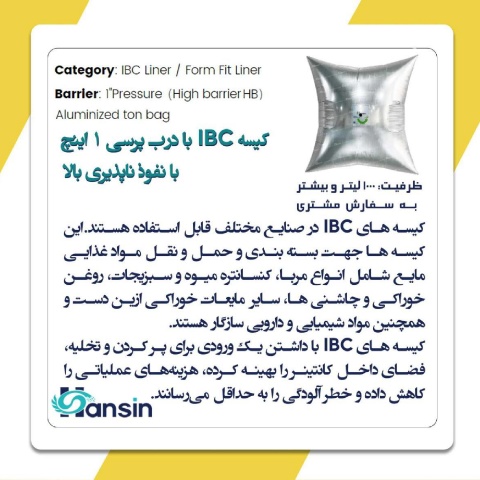 Category: IBC Liner / Form Fit Liner
Barrier: 1"Pressure (High barrier HB)
Aluminized ton bag
کیسه IBC با درب پرسی ۱ اینچ
با نفوذ ناپذیری بالا
ظرفیت: ۱۰۰۰ لیتر و بیشتر
به سفارش مشتری
کیسه های IBC در صنایع مختلف قابل استفاده هستند.این
کیسه ها جهت بسته بندی و حمل و نقل مواد غذایی
مایع شامل انواع مربا، کنسانتره میوه و سبزیجات، روغن
خوراکی و چاشنی ها، سایر مایعات خوراکی ازین دست و
همچنین مواد شیمیایی و دارویی سازگار هستند.
کیسه های IBC با داشتن یک ورودی برای پر کردن و تخلیه،
فضای داخل کانتینر را بهینه کرده، هزینه‌های عملیاتی را
کاهش داده و خطر آلودگی را به حداقل می‌رسانند.
Hansin